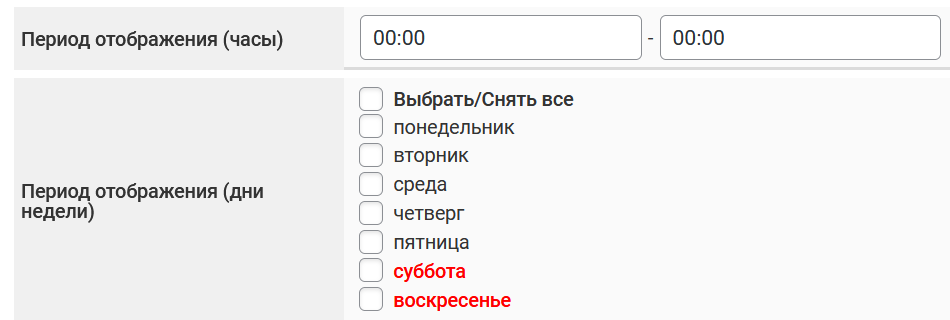 Период отображения (часы) 00:00 - 00:00
Выбрать/Снять все
понедельник
вторник
среда
четверг
пятница
суббота
воскресенье
Период отображения (дни
недели)